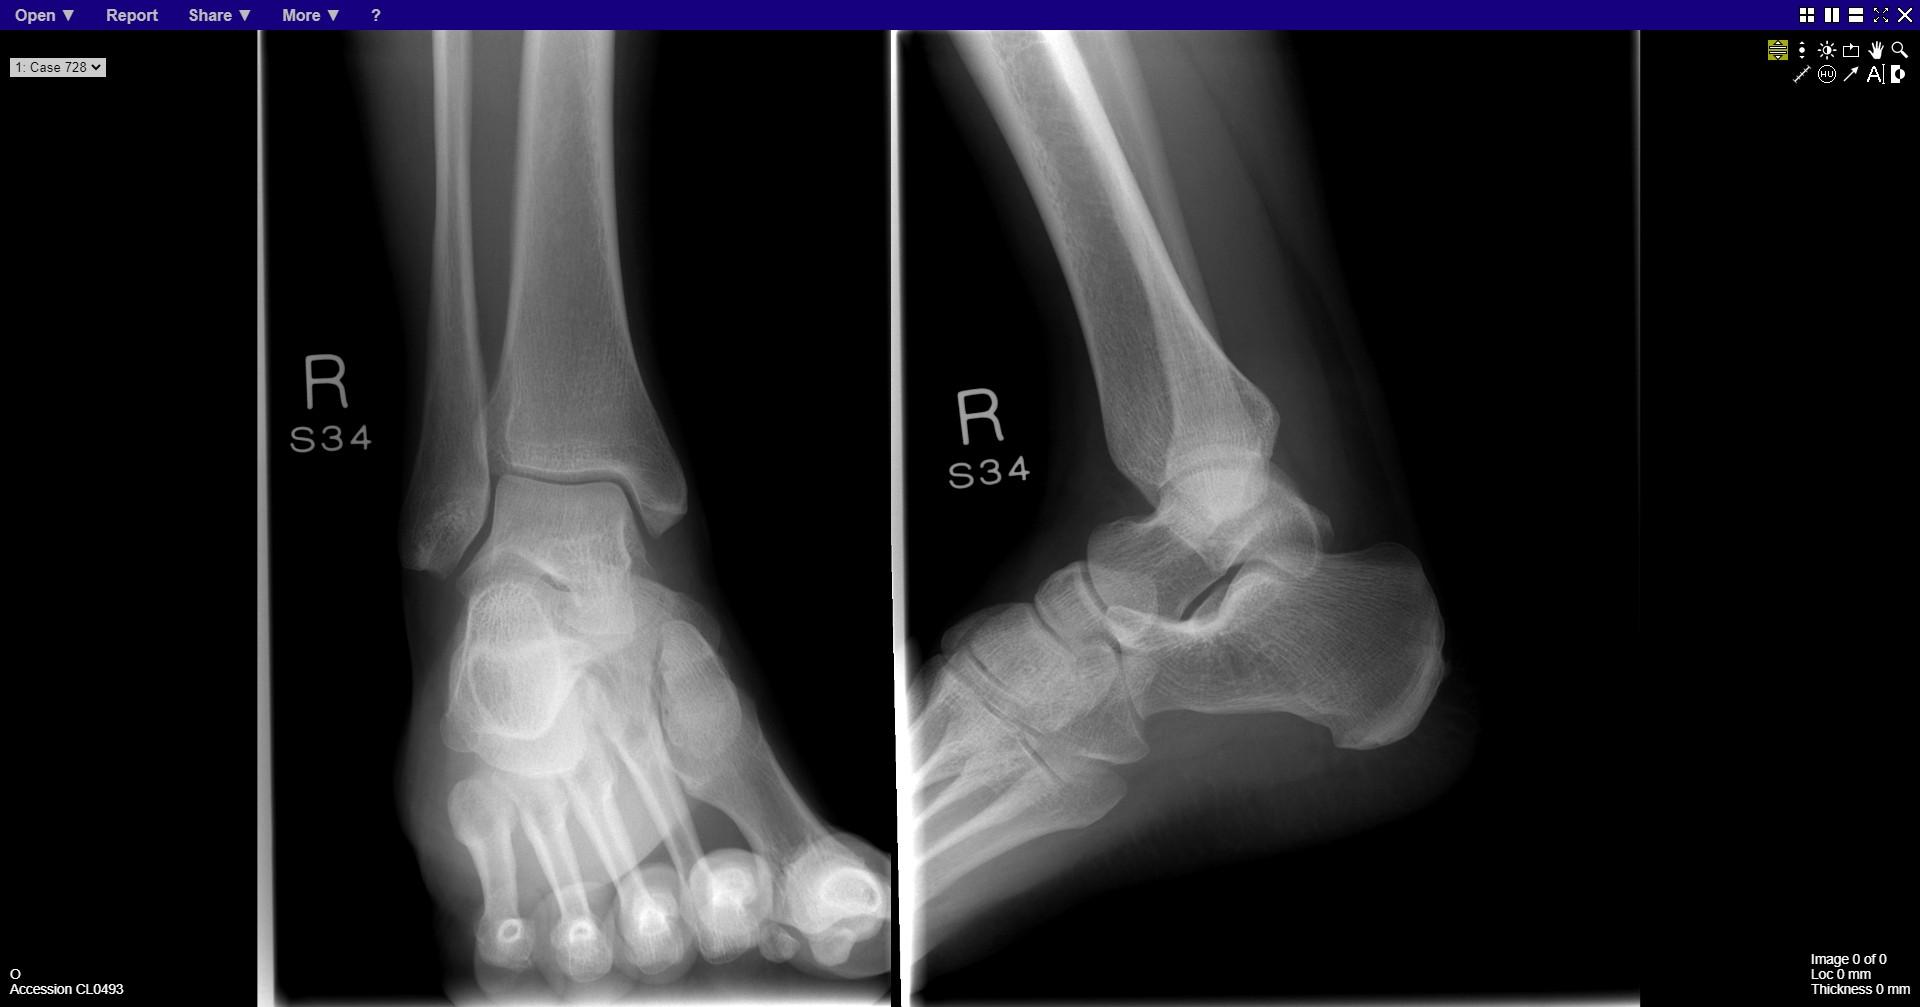 Open ▼ Report Share ▼ More ▼ ?
1: Case 728
HU
A
R
S34
R
S34
O
Accession CL0493
Image 0 of 0
Loc 0 mm
Thickness 0 mm